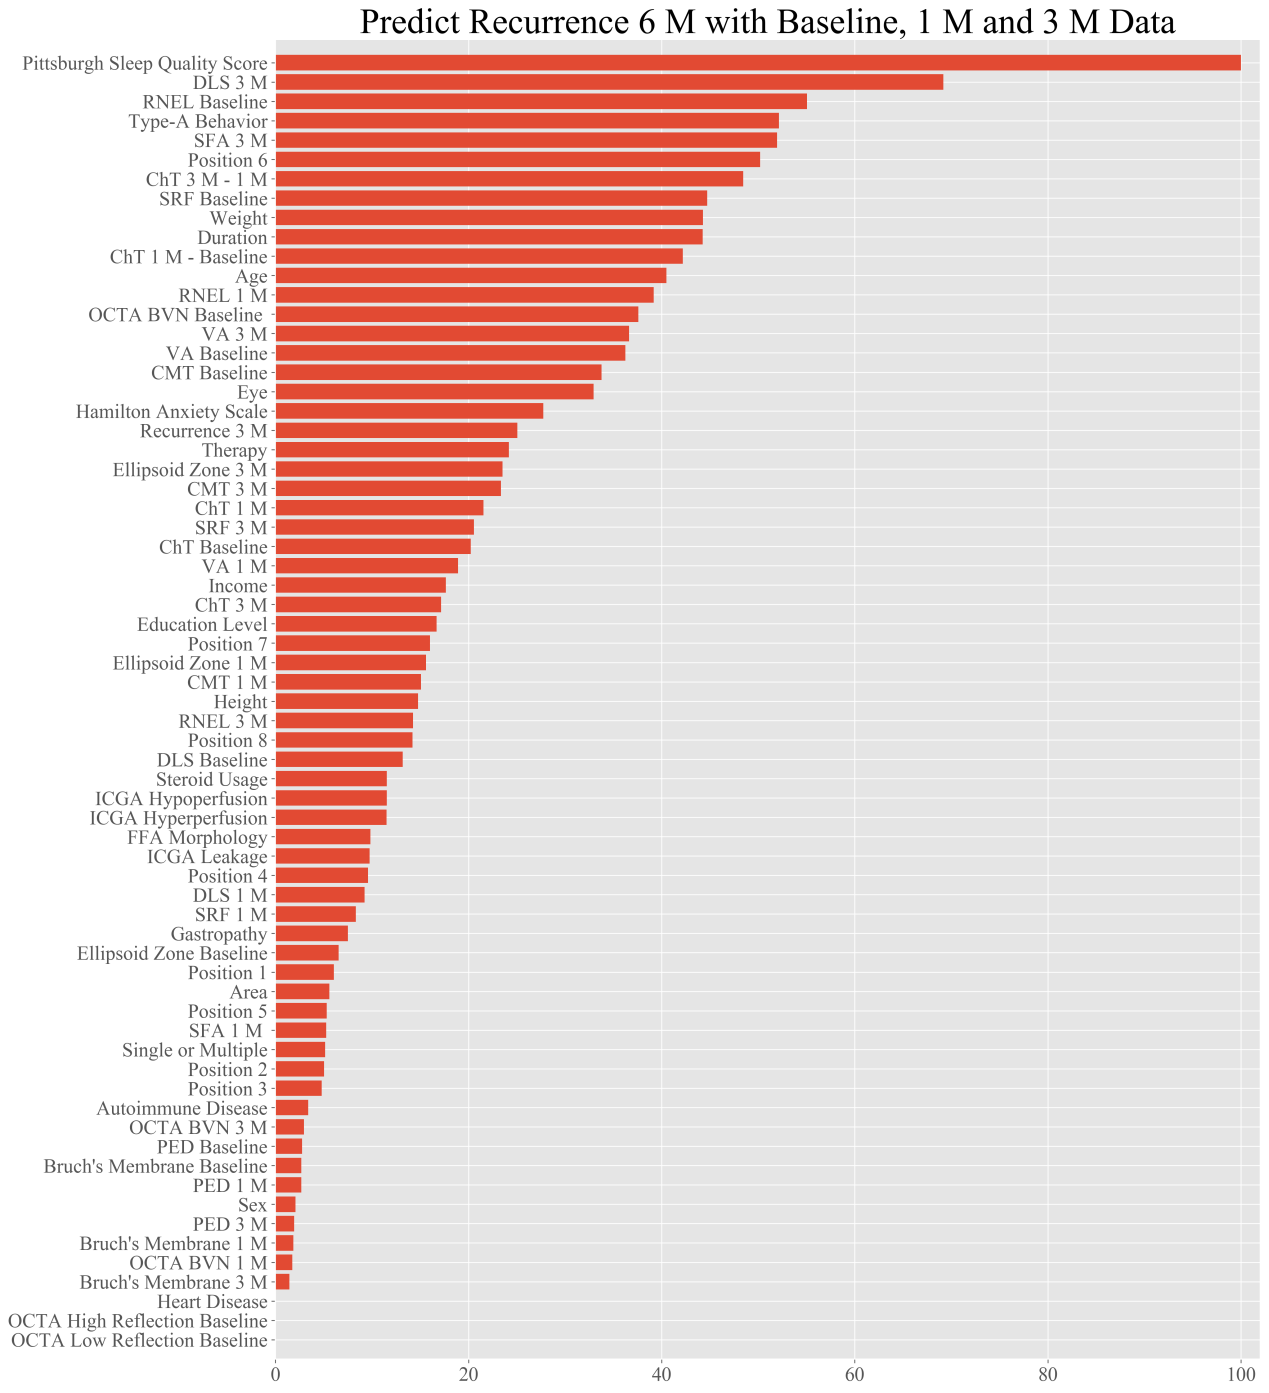 Predict Recurrence 6 M with Baseline, 1 M and 3 M Data
Pittsburgh Sleep Quality Score
DLS 3 M
RNEL Baseline
Type-A Behavior
SFA 3 M
Position 6
ChT 3 M - 1 M
SRF Baseline
Weight
Duration
ChT 1 M - Baseline
Age
RNEL 1 M
OCTA BVN Baseline
VA 3 M
VA Baseline
CMT Baseline
Eye
Hamilton Anxiety Scale
Recurrence 3 M
Therapy
Ellipsoid Zone 3 M
CMT 3 M
ChT 1 M
SRF 3 M
ChT Baseline
VA 1 M
Income
ChT 3 M
Education Level
Position 7
Ellipsoid Zone 1 M
CMT 1 M
Height
RNEL 3 M
Position 8
DLS Baseline
Steroid Usage
ICGA Hypoperfusion
ICGA Hyperperfusion
FFA Morphology
ICGA Leakage
Position 4
DLS 1 M
SRF 1 M
Gastropathy
Ellipsoid Zone Baseline
Position 1
Area
Position 5
SFA 1 M
Single or Multiple
Position 2
Position 3
Autoimmune Disease
OCTA BVN 3 M
PED Baseline
Bruch's Membrane Baseline
PED 1 M
Sex
PED 3 M
Bruch's Membrane 1 M
OCTA BVN 1 M
Bruch's Membrane 3 M
Heart Disease
OCTA High Reflection Baseline
OCTA Low Reflection Baseline
0 20 40 60 80 100